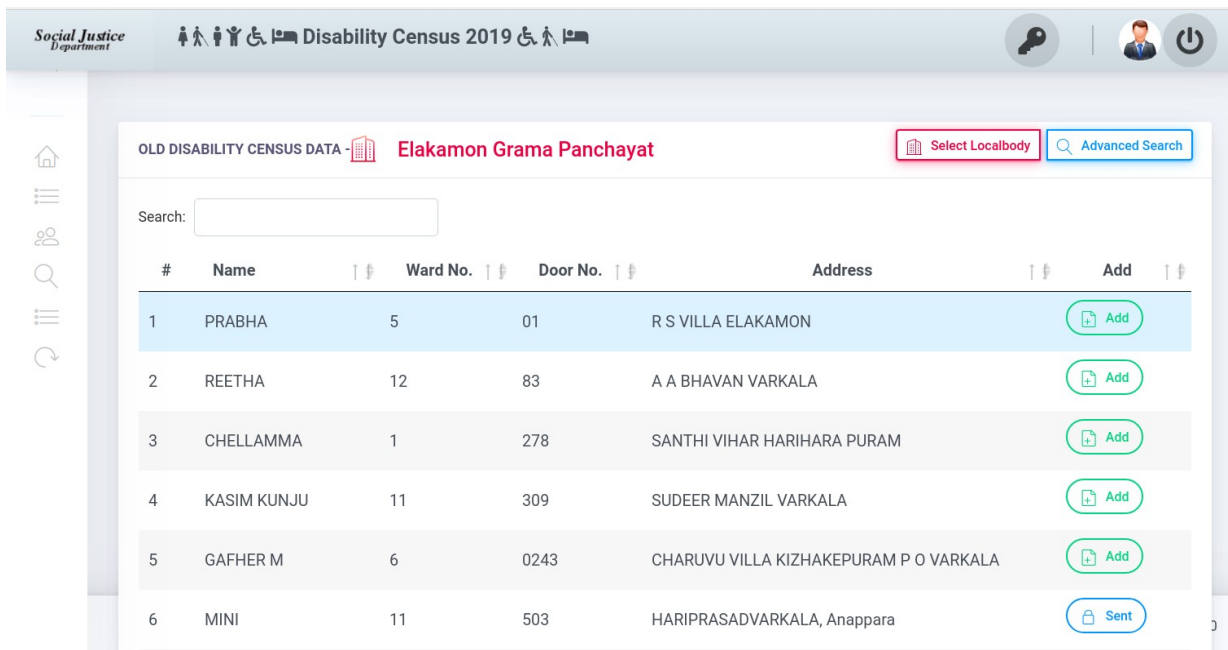 Social Justice
Department
Disability Census 2019
OLD DISABILITY CENSUS DATA - Elakamon Grama Panchayat
Select Localbody
Advanced Search
Search:
# Name Ward No. Door No. Address Add
1 PRABHA 5 01 R S VILLA ELAKAMON Add
2 REETHA 12 83 A A BHAVAN VARKALA Add
3 CHELLAMMA 1 278 SANTHI VIHAR HARIHARA PURAM Add
4 KASIM KUNJU 11 309 SUDEER MANZIL VARKALA Add
5 GAFHER M 6 0243 CHARUVU VILLA KIZHAKEPURAM P O VARKALA Add
6 MINI 11 503 HARIPRASADVARKALA, Anappara Sent